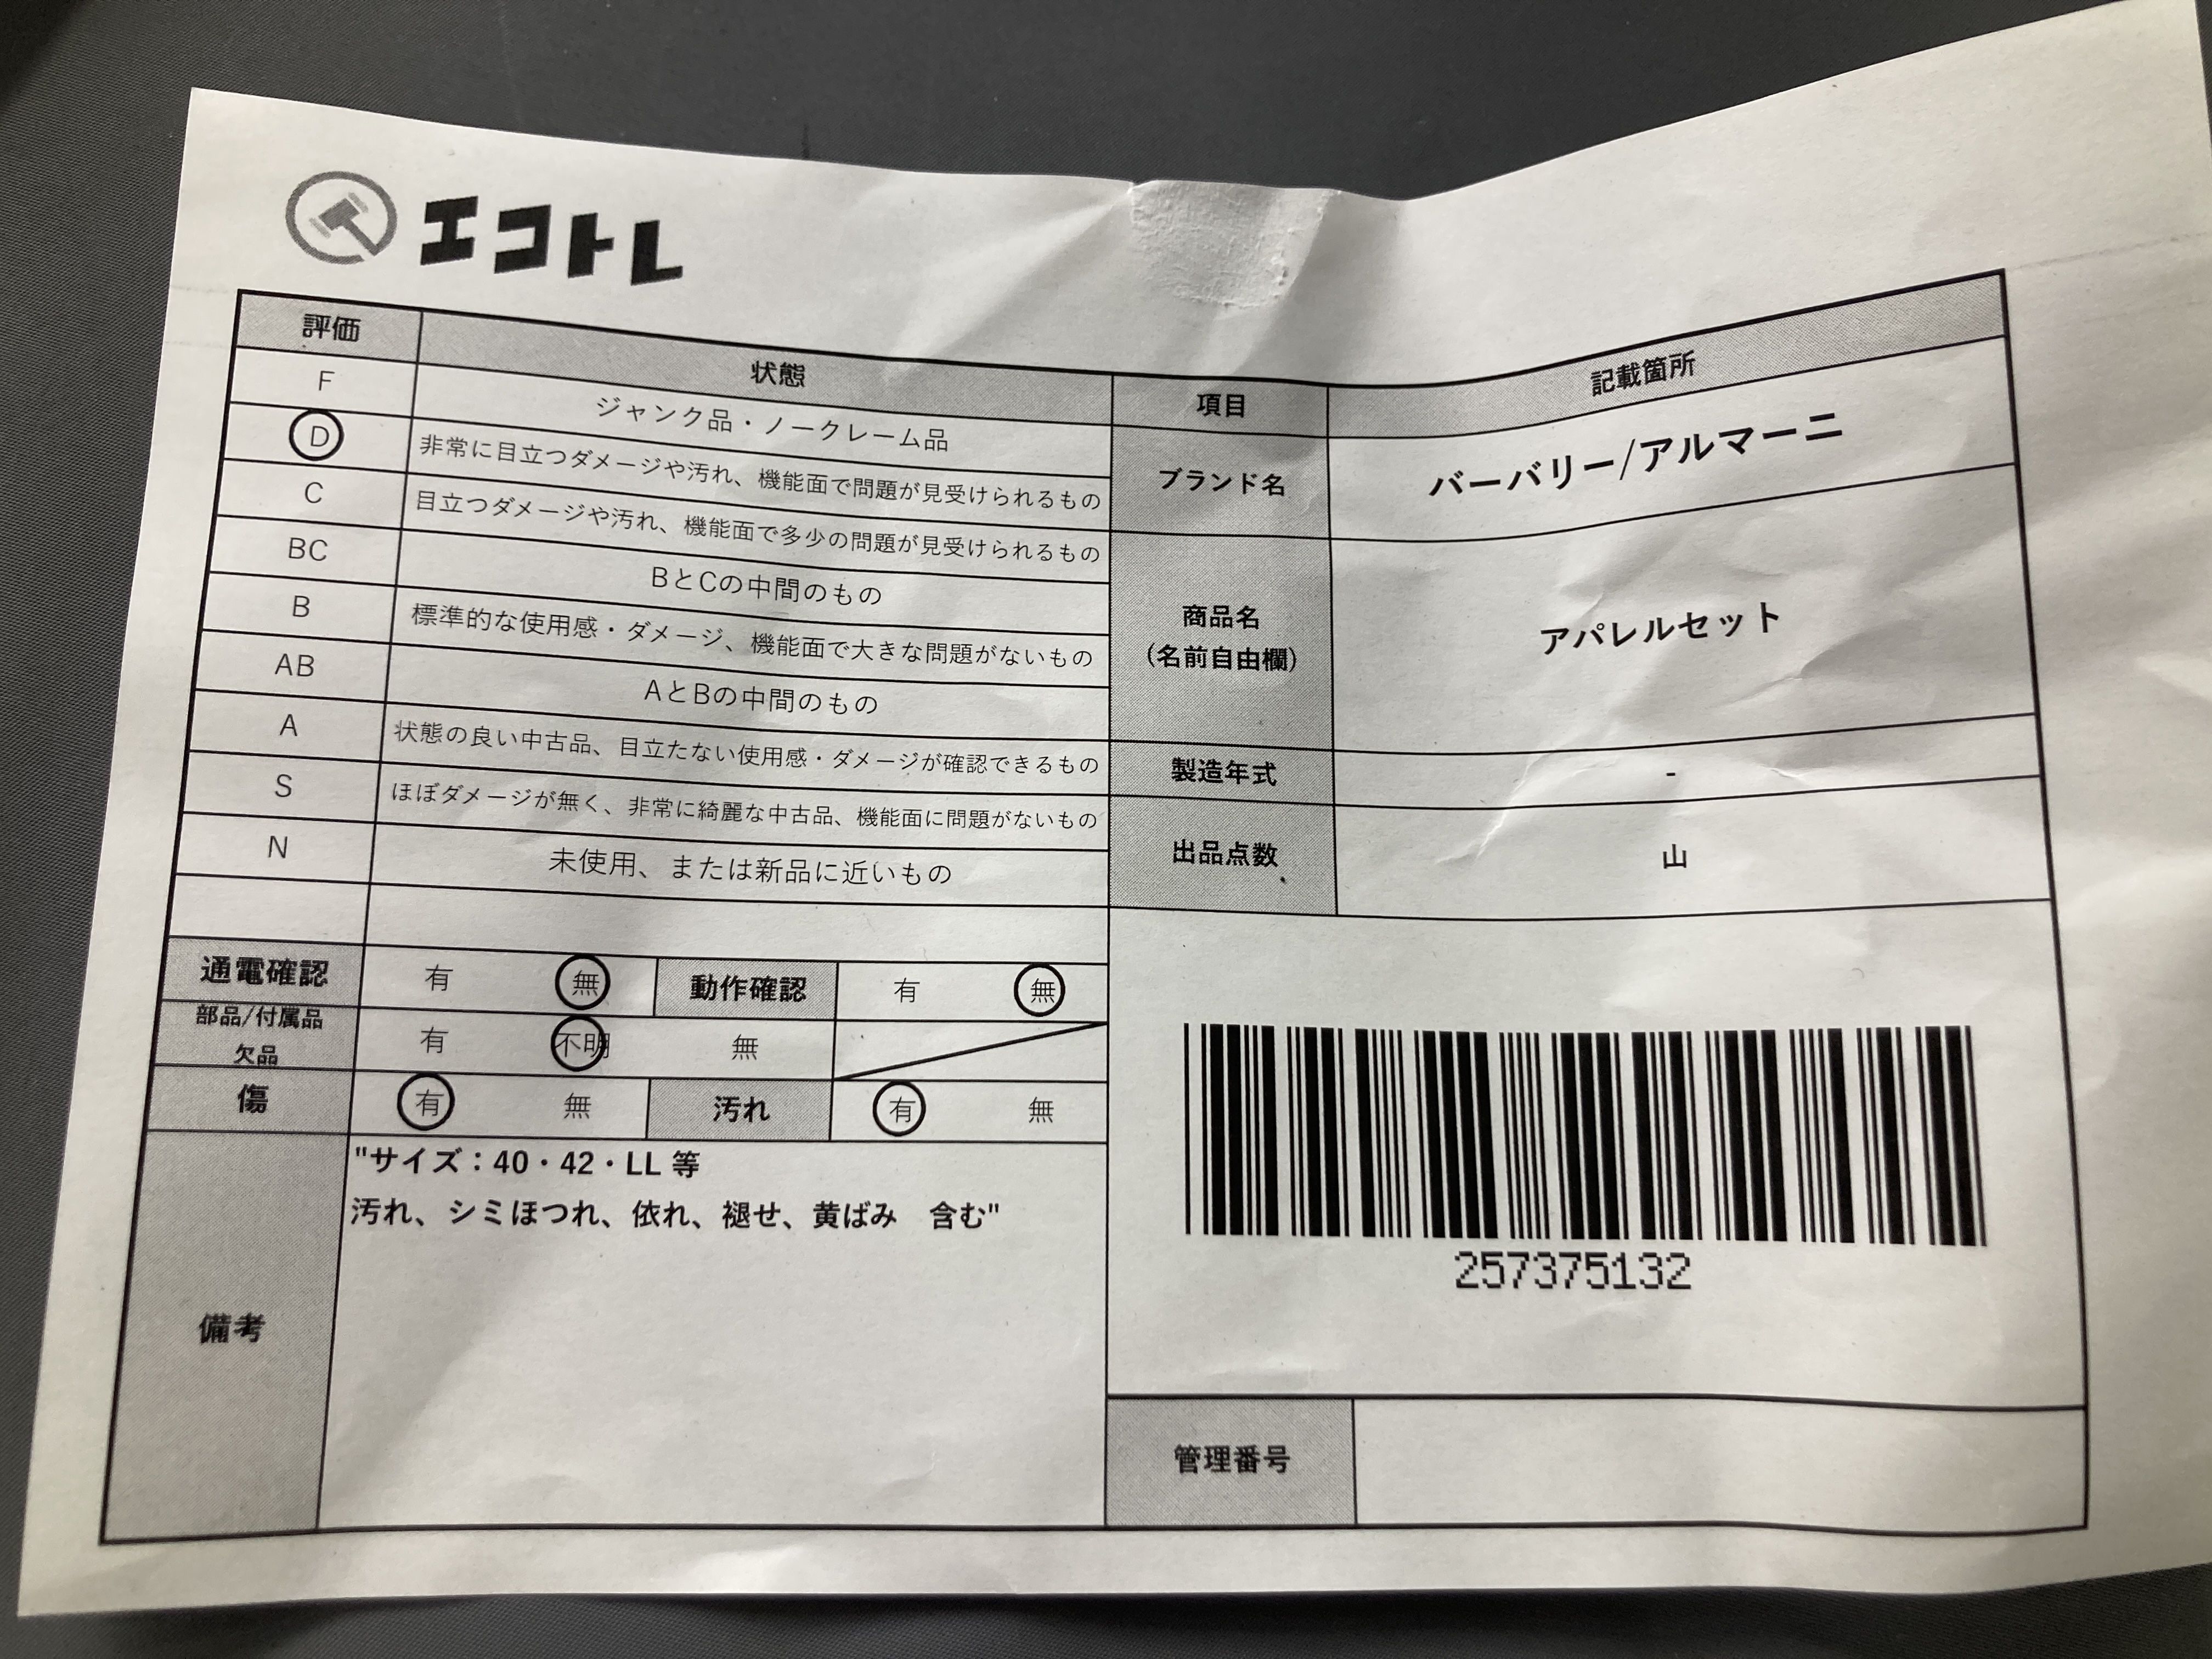 エコトレ
評価 状態
F ジャンク品・ノークレーム品
D 非常に目立つダメージや汚れ、機能面で問題が見受けられるもの
C 目立つダメージや汚れ、機能面で多少の問題が見受けられるもの
BC BとCの中間のもの
B 標準的な使用感・ダメージ、機能面で大きな問題がないもの
AB AとBの中間のもの
A 状態の良い中古品、目立たない使用感・ダメージが確認できるもの
S ほぼダメージが無く、非常に綺麗な中古品、機能面に問題がないもの
N 未使用、または新品に近いもの
通電確認 有 無 動作確認 有 無
部品/付属品
欠品 有 不明 無
傷 有 無 汚れ 有 無
備考
"サイズ：40・42・LL 等
汚れ、シミほつれ、依れ、褪せ、黄ばみ　含む"
項目 記載箇所
ブランド名 バーバリー/アルマーニ
商品名
（名前自由欄） アパレルセット
製造年式 -
出品点数 山
257375132
管理番号